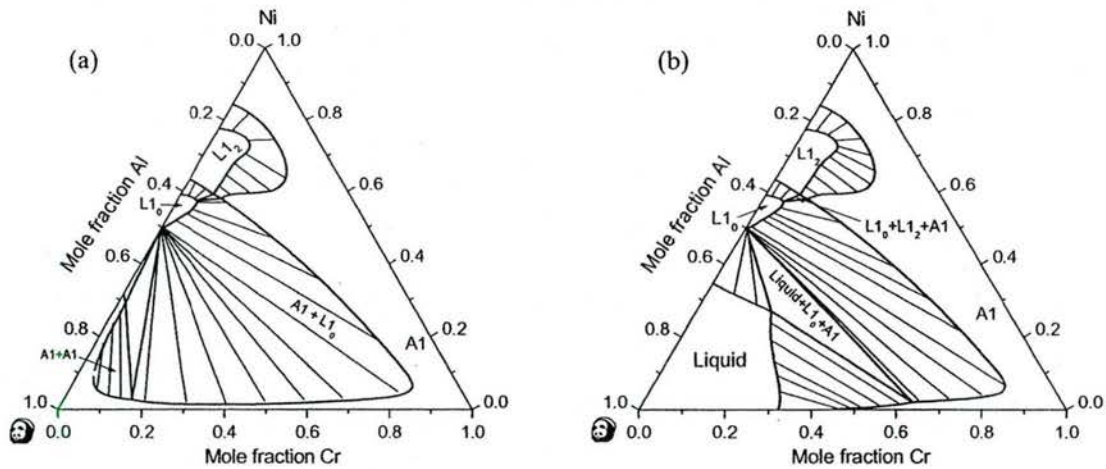 (a)
Ni
0.0 1.0
0.2 0.8
L1₂
0.4 0.6
L1₀
Mole fraction Al
0.6 0.4
A1 + L1₀
0.8 0.2
A1
A1+A1
1.0 0.0
0.0 0.2 0.4 0.6 0.8 1.0
Mole fraction Cr
(b)
Ni
0.0 1.0
0.2 0.8
L1₂
0.4 0.6
L1₀
L1₀+L1₂+A1
Mole fraction Al
0.6 0.4
Liquid+L1₀+A1
0.8 0.2
A1
Liquid
1.0 0.0
0.0 0.2 0.4 0.6 0.8 1.0
Mole fraction Cr